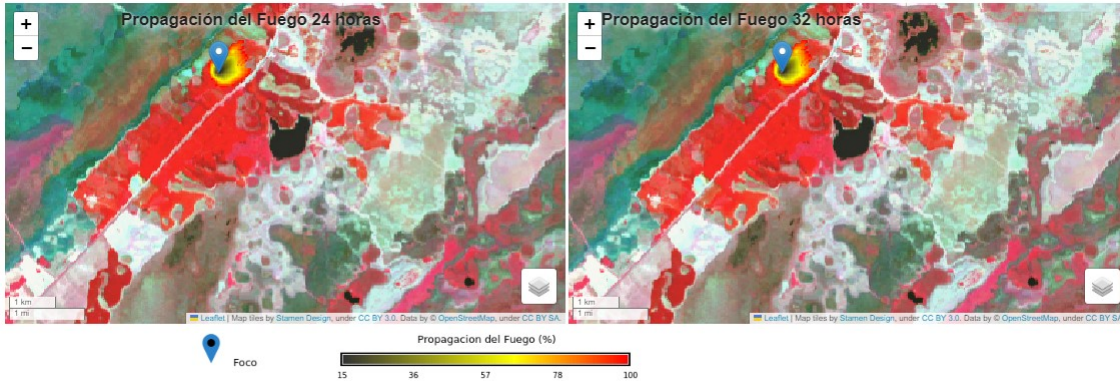 Propagación del Fuego 24 horas
+
−
1 km
1 mi
Leaflet | Map tiles by Stamen Design, under CC BY 3.0. Data by © OpenStreetMap, under CC BY SA.
Propagación del Fuego 32 horas
+
−
1 km
1 mi
Leaflet | Map tiles by Stamen Design, under CC BY 3.0. Data by © OpenStreetMap, under CC BY SA.
Foco
Propagacion del Fuego (%)
15 36 57 78 100